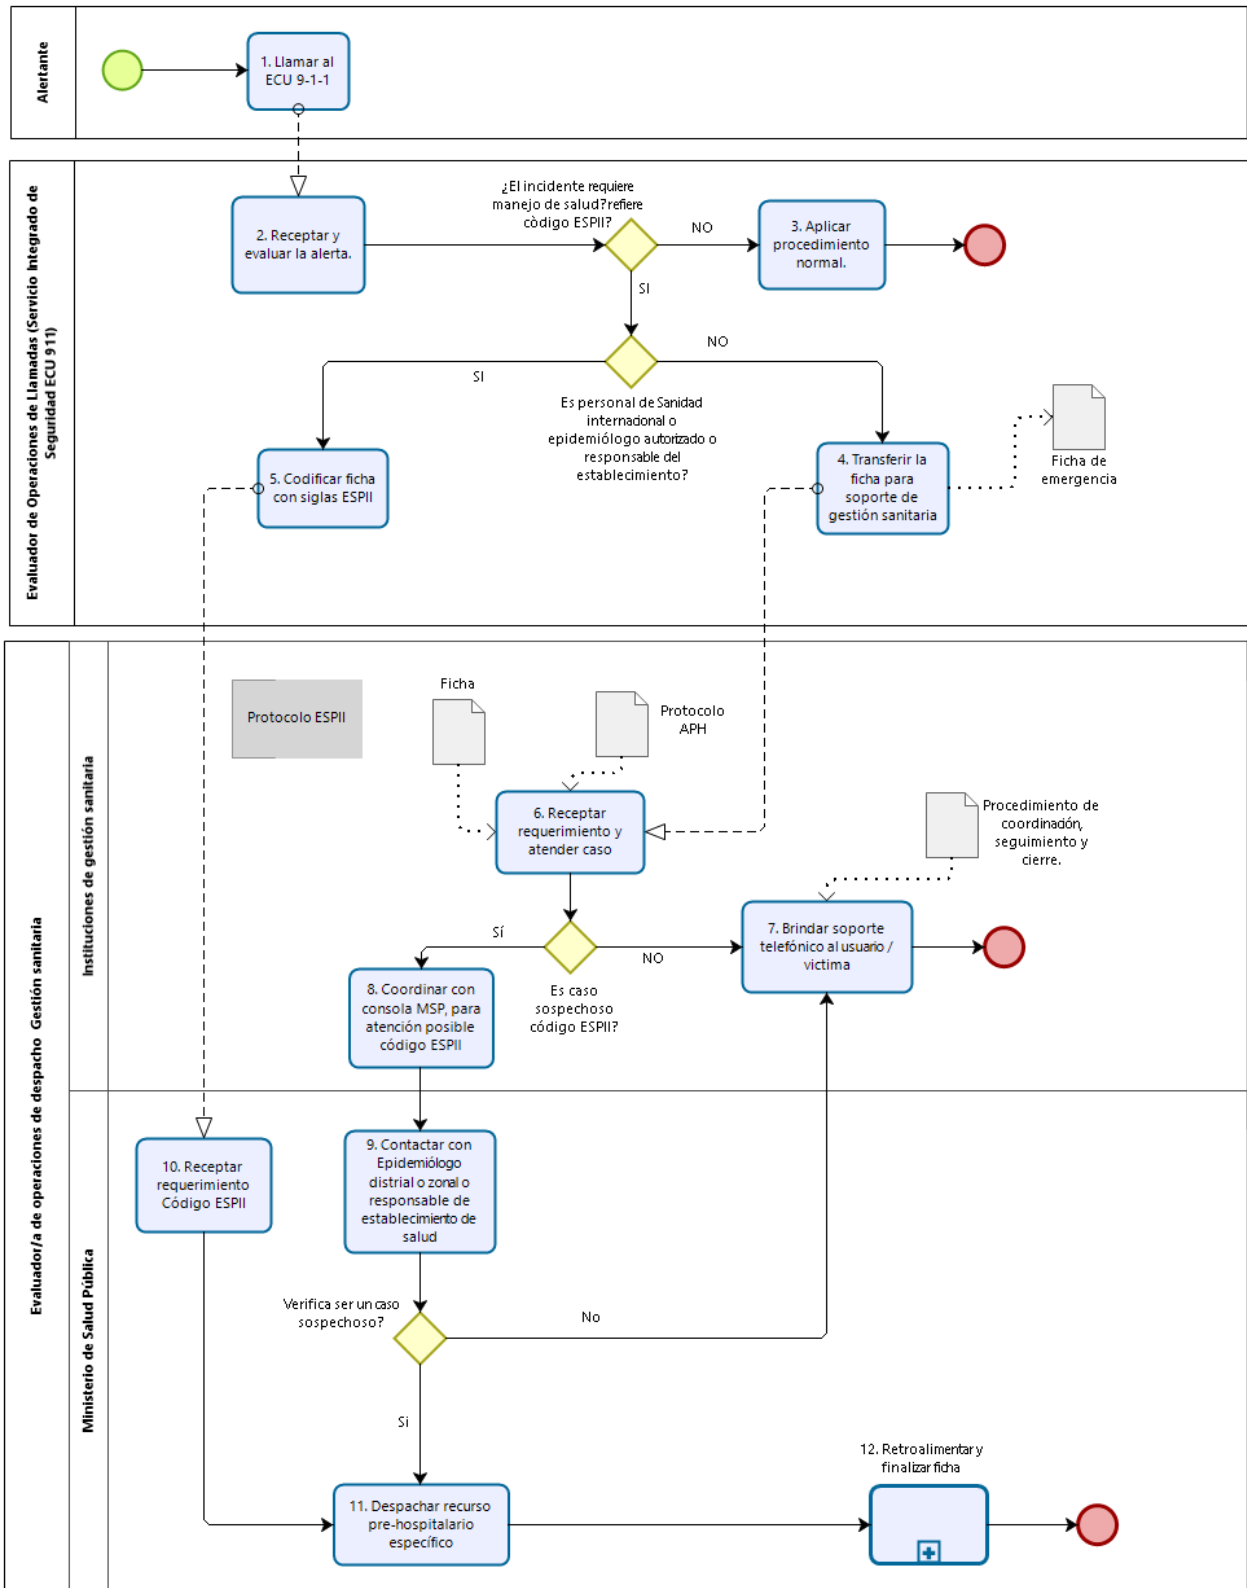 Alertante
1. Llamar al
ECU 9-1-1
Evaluador de Operaciones de Llamadas (Servicio Integrado de
Seguridad ECU 911)
2. Receptar y
evaluar la alerta.
¿El incidente requiere
manejo de salud?refiere
còdigo ESPII?
NO
3. Aplicar
procedimiento
normal.
SI
NO
SI
Es personal de Sanidad
internacional o
epidemiólogo autorizado o
responsable del
establecimiento?
5. Codificar ficha
con siglas ESPII
4. Transferir la
ficha para
soporte de
gestión sanitaria
Ficha de
emergencia
Evaluador/a de operaciones de despacho Gestión sanitaria
Instituciones de gestión sanitaria
Protocolo ESPII
Ficha
Protocolo
APH
6. Receptar
requerimiento y
atender caso
Procedimiento de
coordinación,
seguimiento y
cierre.
Sí
NO
7. Brindar soporte
telefónico al usuario /
victima
Es caso
sospechoso
código ESPII?
8. Coordinar con
consola MSP, para
atención posible
código ESPII
Ministerio de Salud Pública
10. Receptar
requerimiento
Código ESPII
9. Contactar con
Epidemiólogo
distrial o zonal o
responsable de
establecimiento de
salud
Verifica ser un caso
sospechoso?
No
Si
11. Despachar recurso
pre-hospitalario
específico
12. Retroalimentar y
finalizar ficha